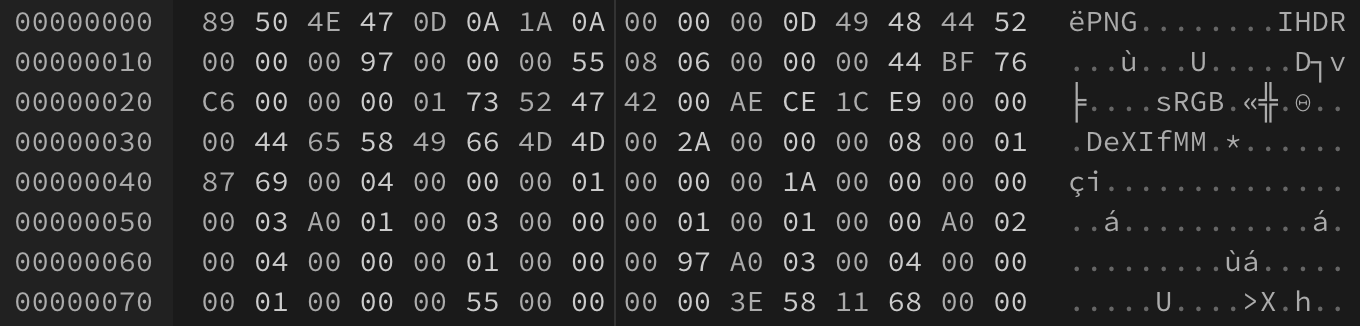 00000000 89 50 4E 47 0D 0A 1A 0A 00 00 00 0D 49 48 44 52 ëPNG........IHDR
00000010 00 00 00 97 00 00 00 55 08 06 00 00 00 44 BF 76 ...ù...U.....D┐v
00000020 C6 00 00 00 01 73 52 47 42 00 AE CE 1C E9 00 00 ╞....sRGB.«╬.Θ..
00000030 00 44 65 58 49 66 4D 4D 00 2A 00 00 00 08 00 01 .DeXIfMM.*......
00000040 87 69 00 04 00 00 00 01 00 00 00 1A 00 00 00 00 çi..............
00000050 00 03 A0 01 00 03 00 00 00 01 00 01 00 00 A0 02 ..á...........á.
00000060 00 04 00 00 00 01 00 00 00 97 A0 03 00 04 00 00 .........ùá.....
00000070 00 01 00 00 00 55 00 00 00 00 3E 58 11 68 00 00 .....U....>X.h..